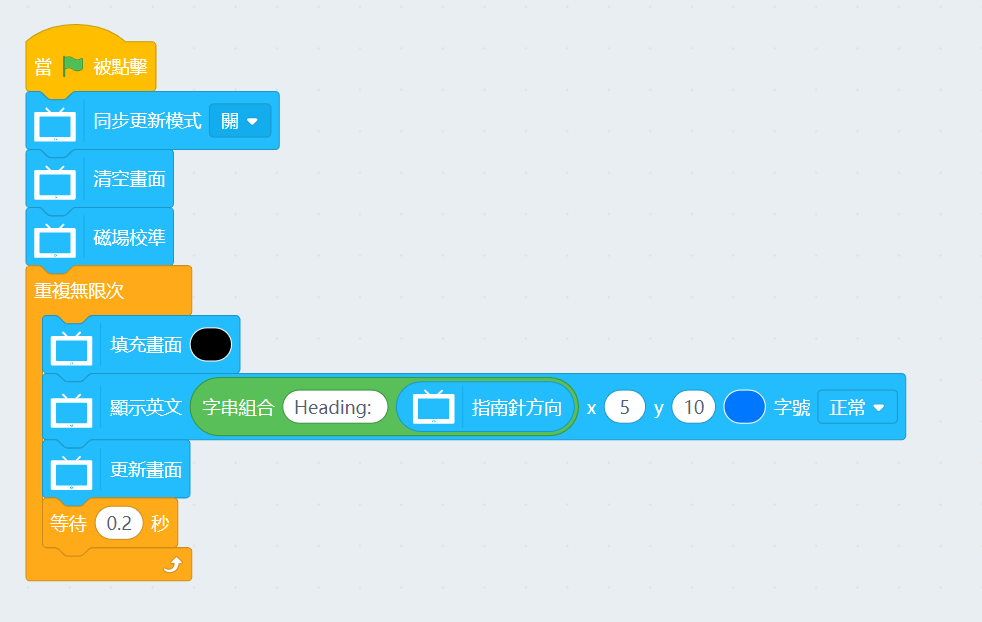 當 被點擊
同步更新模式 關
清空畫面
磁場校準
重複無限次
填充畫面
顯示英文 字串組合 Heading: 指南針方向 x 5 y 10 字號 正常
更新畫面
等待 0.2 秒